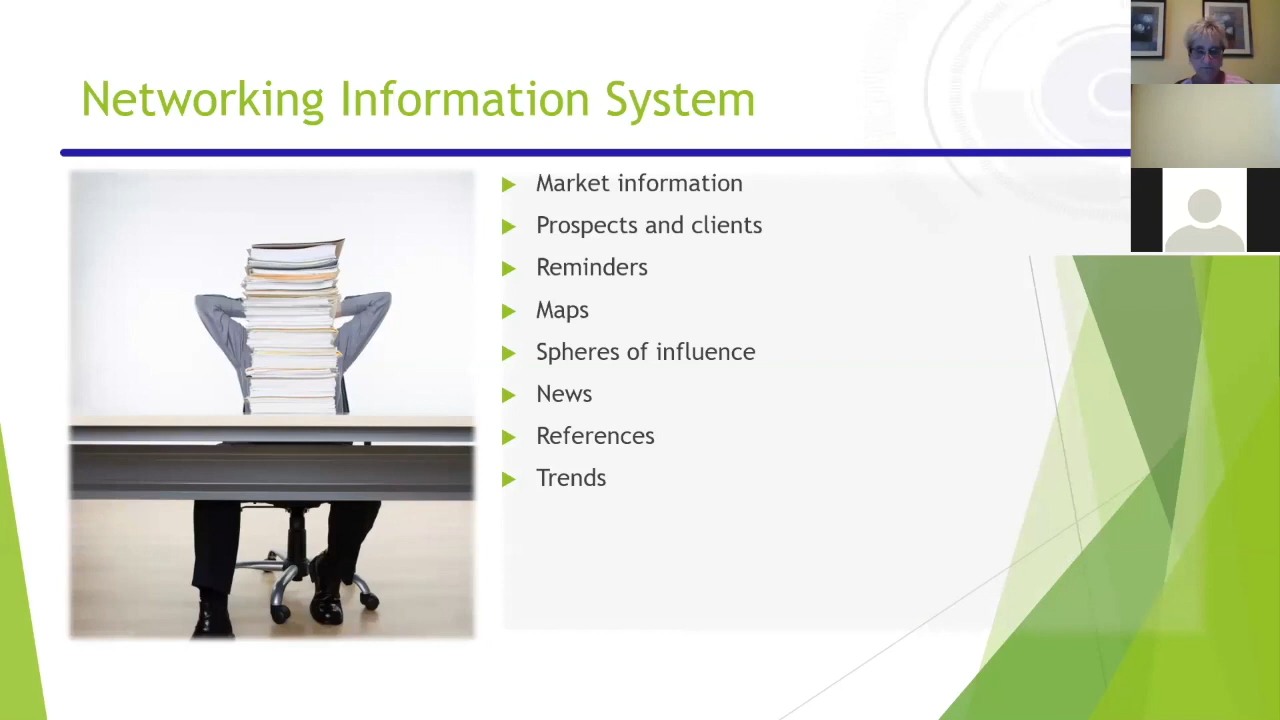 Networking Information System
Market information
Prospects and clients
Reminders
Maps
Spheres of influence
News
References
Trends